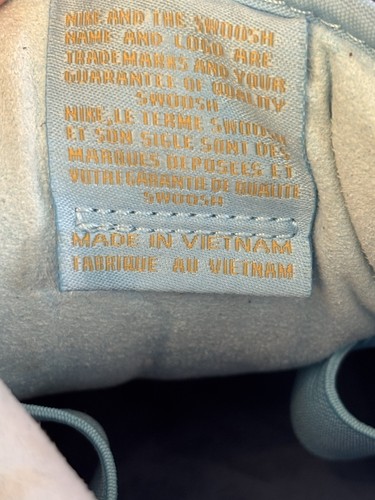 NIKE AND THE SWOOSH
NAME AND LOGO ARE
TRADEMARKS AND YOUR
GUARANTEE OF QUALITY
SWOOSH
NIKE, LE TERME SWOOSH
ET SON SIGLE SONT DES
MARQUES DEPOSEES ET
VOTRE GARANTIE DE QUALITE
SWOOSH
MADE IN VIETNAM
FABRIQUE AU VIETNAM